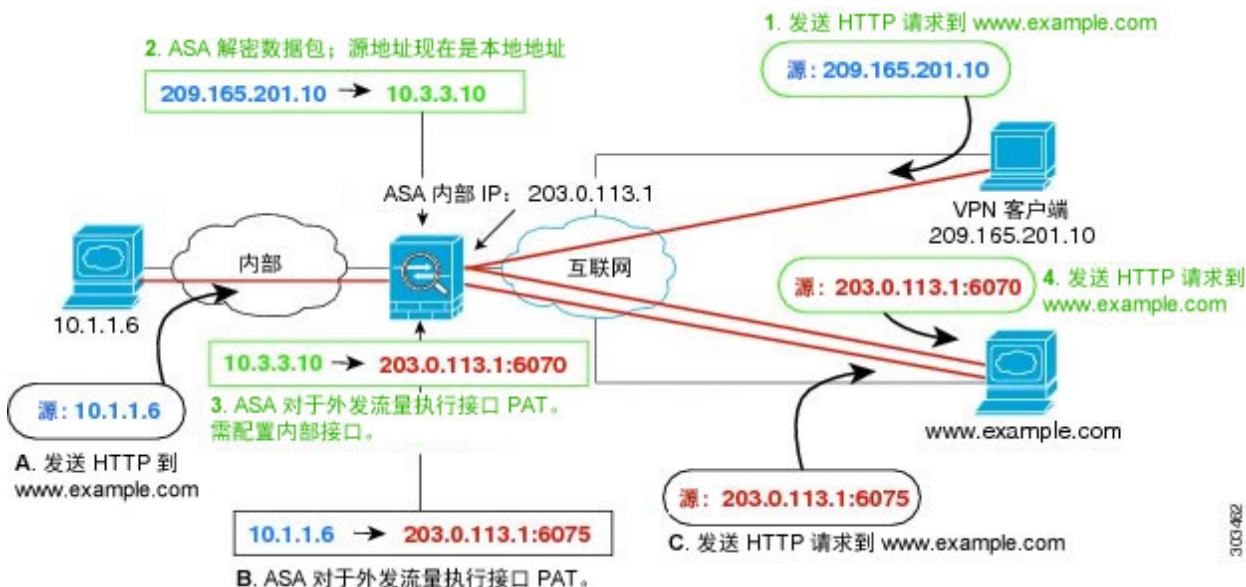 1. 发送 HTTP 请求到 www.example.com
源: 209.165.201.10
2. ASA 解密数据包；源地址现在是本地地址
209.165.201.10 → 10.3.3.10
ASA 内部 IP： 203.0.113.1
VPN 客户端
209.165.201.10
内部
互联网
10.1.1.6
源： 203.0.113.1:6070
4. 发送 HTTP 请求到
www.example.com
10.3.3.10 → 203.0.113.1:6070
3. ASA 对于外发流量执行接口 PAT。
需配置内部接口。
源: 10.1.1.6
A. 发送 HTTP 到
www.example.com
www.example.com
源： 203.0.113.1:6075
C. 发送 HTTP 请求到 www.example.com
10.1.1.6 → 203.0.113.1:6075
B. ASA 对于外发流量执行接口 PAT。
303462